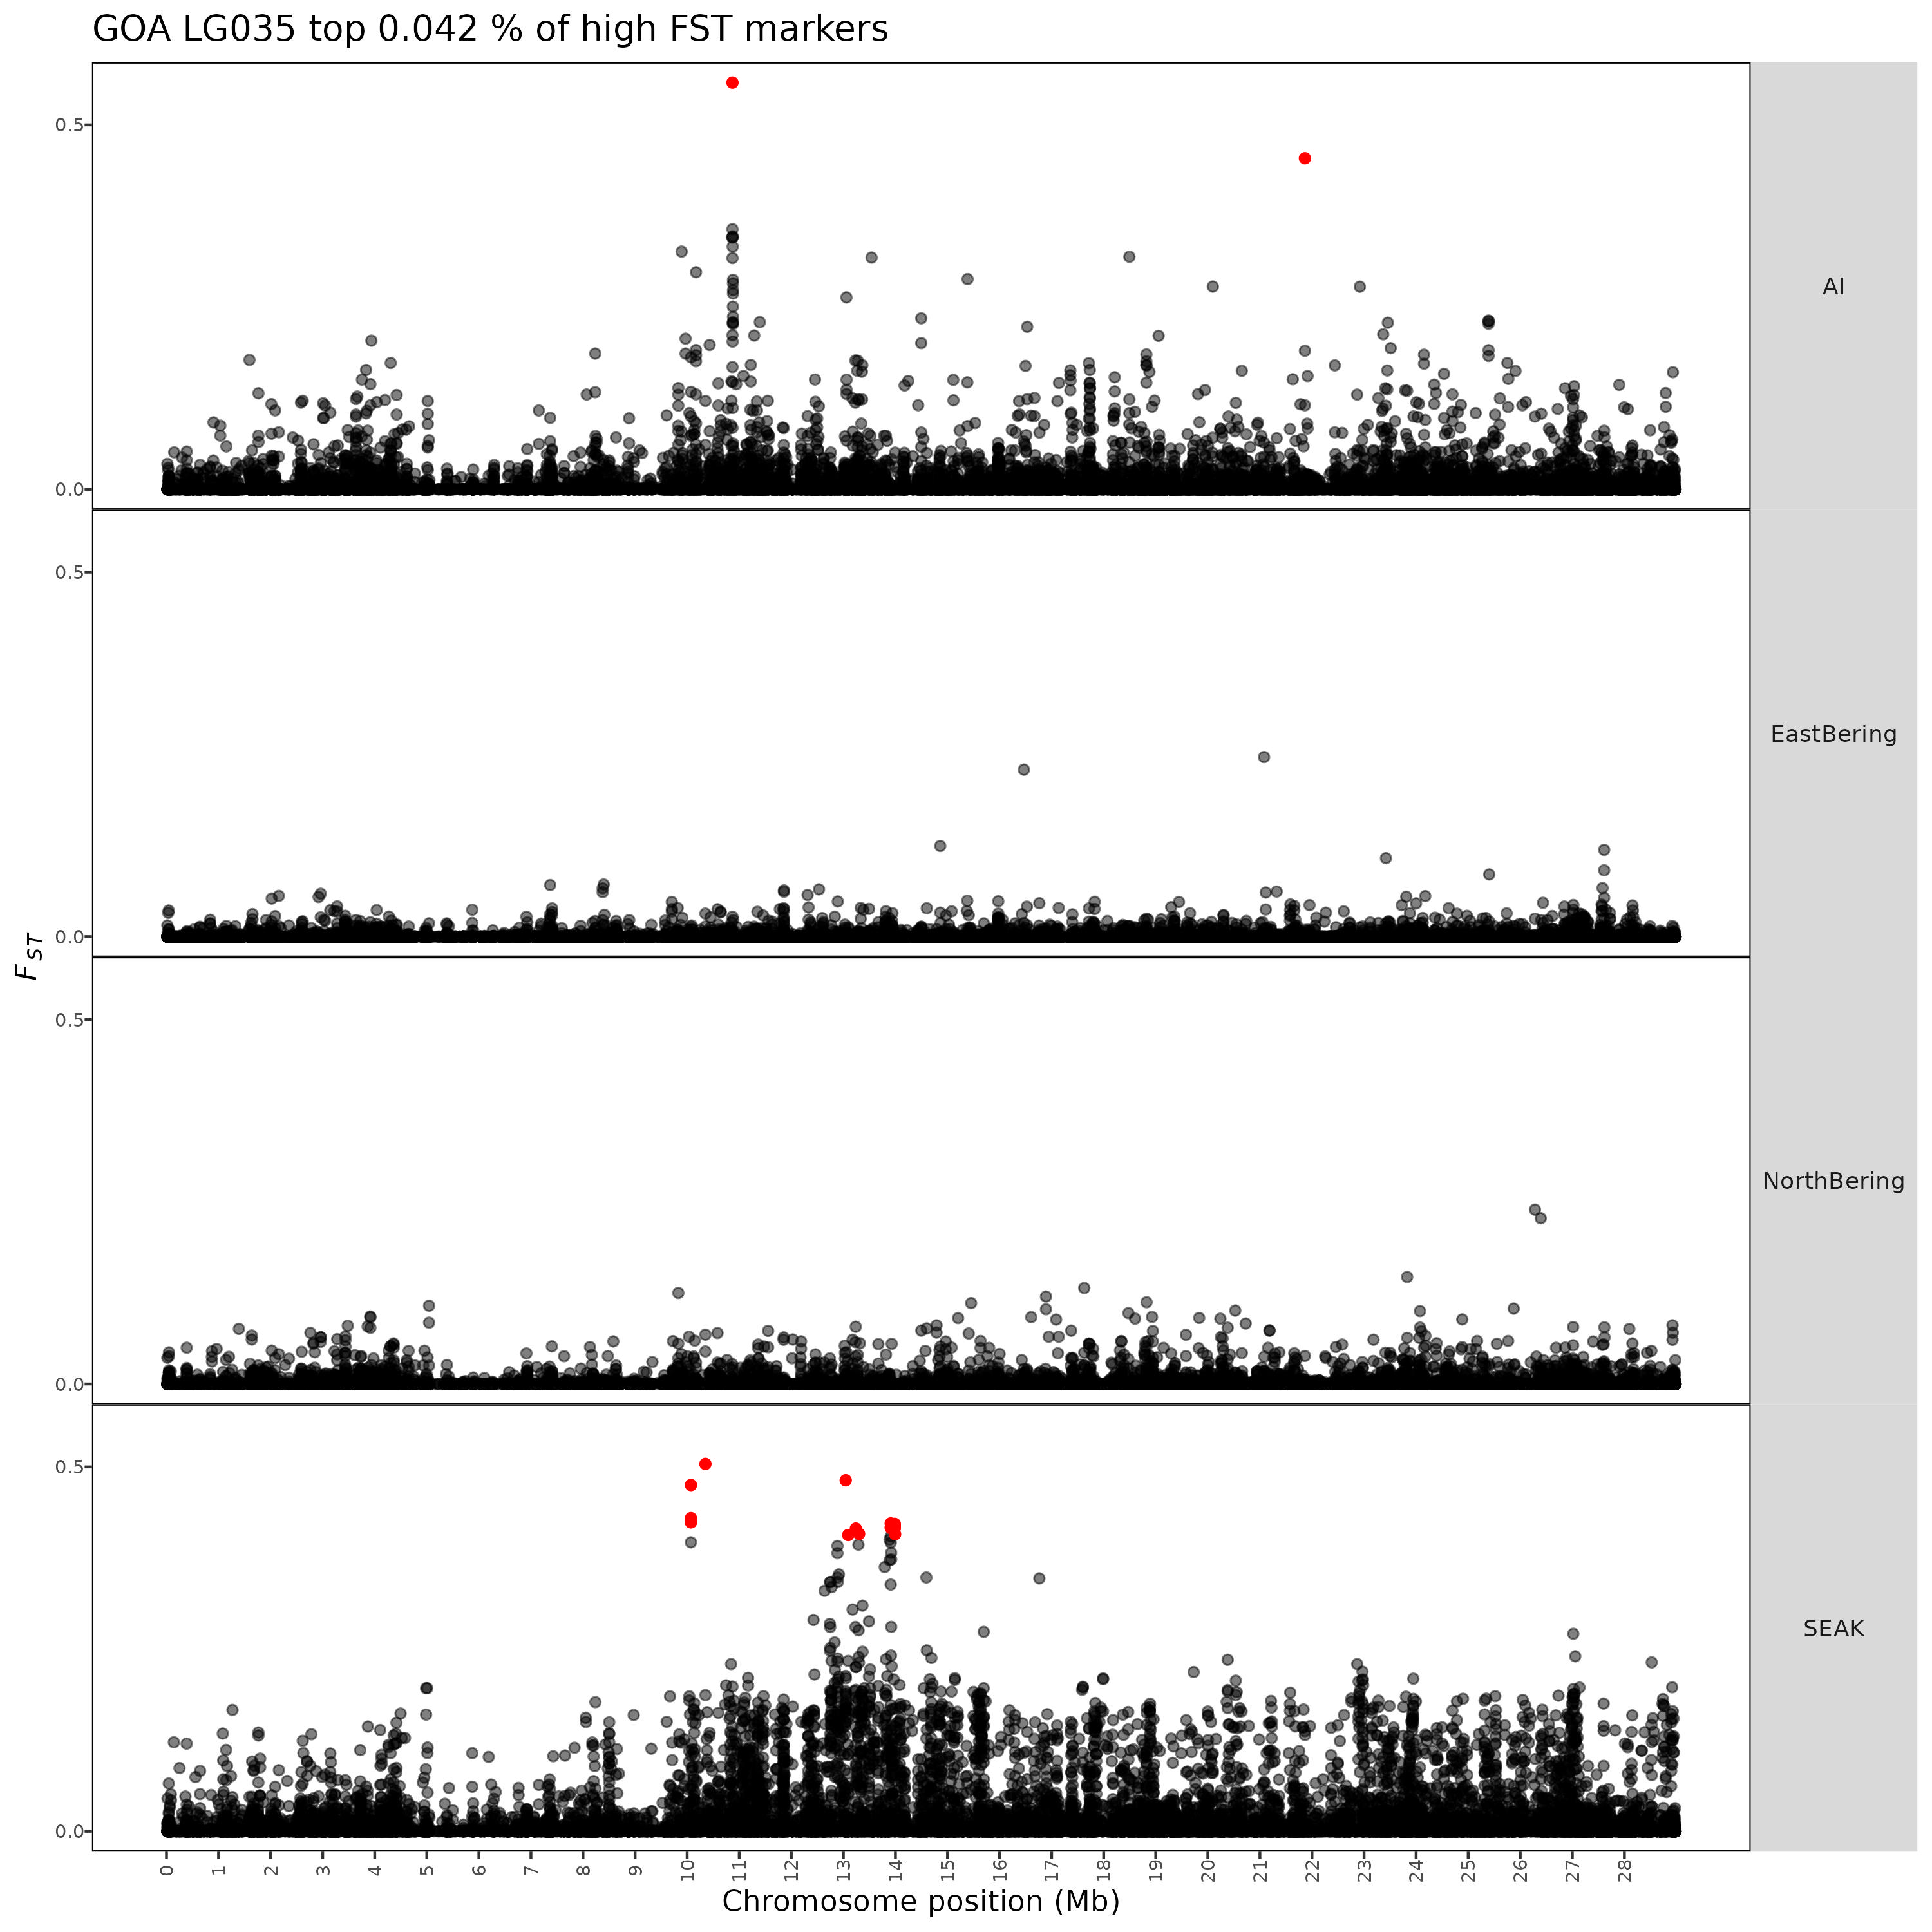 GOA LG035 top 0.042 % of high FST markers
0.5
0.0
AI
0.5
0.0
EastBering
0.5
0.0
NorthBering
0.5
0.0
SEAK
F ST
0 1 2 3 4 5 6 7 8 9 10 11 12 13 14 15 16 17 18 19 20 21 22 23 24 25 26 27 28
Chromosome position (Mb)